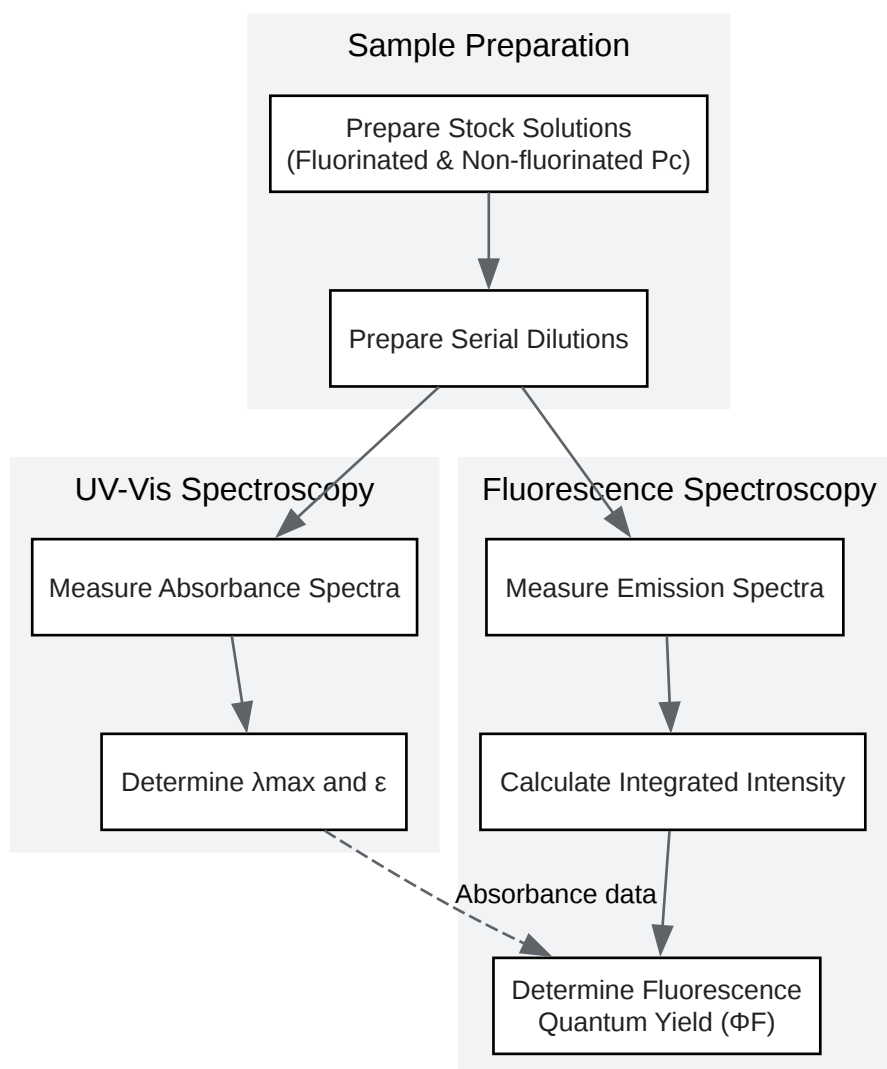 Sample Preparation
Prepare Stock Solutions
(Fluorinated & Non-fluorinated Pc)
Prepare Serial Dilutions
UV-Vis Spectroscopy
Measure Absorbance Spectra
Determine λmax and ε
Fluorescence Spectroscopy
Measure Emission Spectra
Calculate Integrated Intensity
Absorbance data
Determine Fluorescence
Quantum Yield (ΦF)